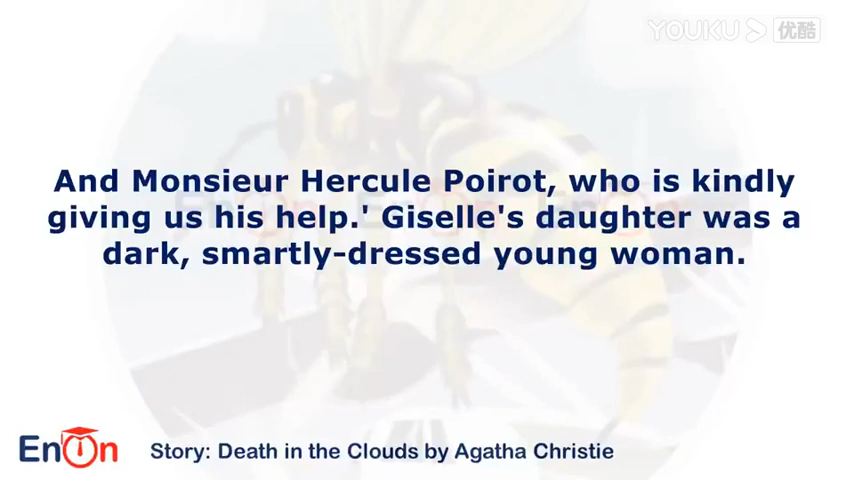 YOUKU 优酷
And Monsieur Hercule Poirot, who is kindly
giving us his help.' Giselle's daughter was a
dark, smartly-dressed young woman.
EnOn
Story: Death in the Clouds by Agatha Christie